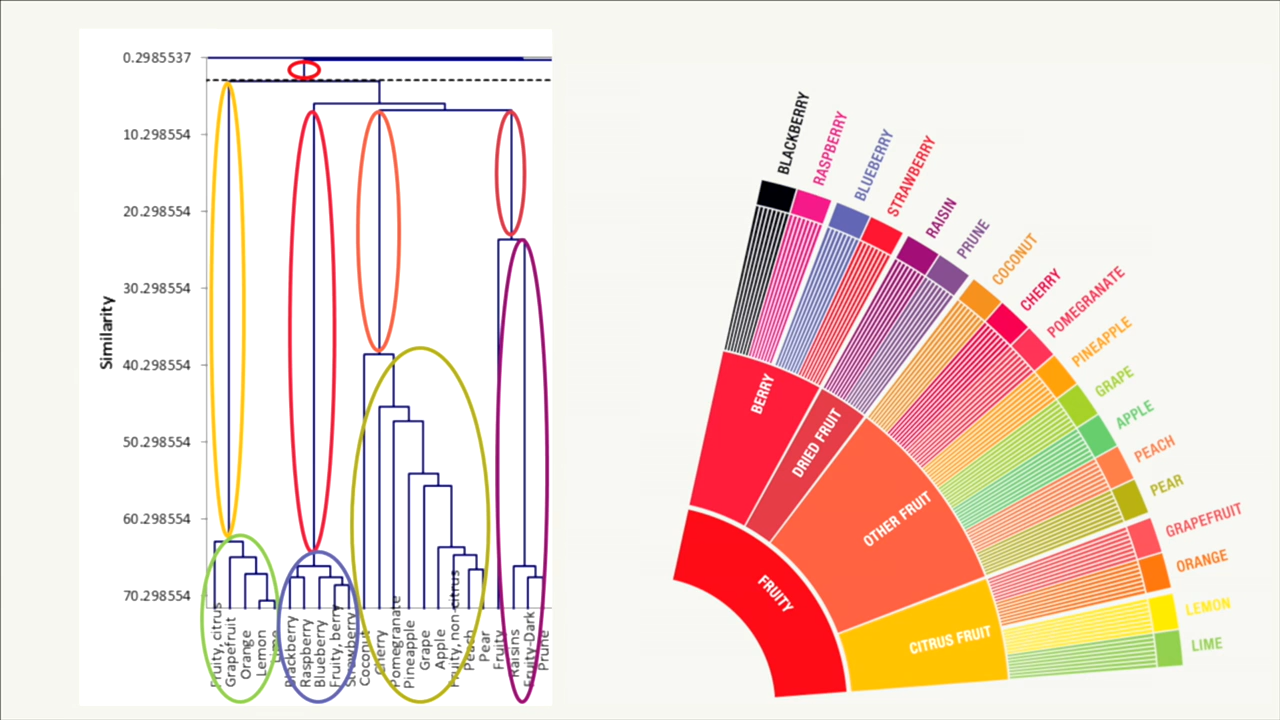 0.2985537
10.298554
20.298554
30.298554
40.298554
50.298554
60.298554
70.298554
Similarity
Fruity, citrus
Grapefruit
Orange
Lemon
Lime
Blackberry
Raspberry
Blueberry
Fruity, berry
Strawberry
Coconut
Cherry
Pomegranate
Pineapple
Grape
Apple
Fruity, non-citrus
Peach
Pear
Fruity
Raisins
Fruity-Dark
Prune
BLACKBERRY
RASPBERRY
BLUEBERRY
STRAWBERRY
RAISIN
PRUNE
COCONUT
CHERRY
POMEGRANATE
PINEAPPLE
GRAPE
APPLE
PEACH
PEAR
GRAPEFRUIT
ORANGE
LEMON
LIME
BERRY
DRIED FRUIT
OTHER FRUIT
CITRUS FRUIT
FRUITY